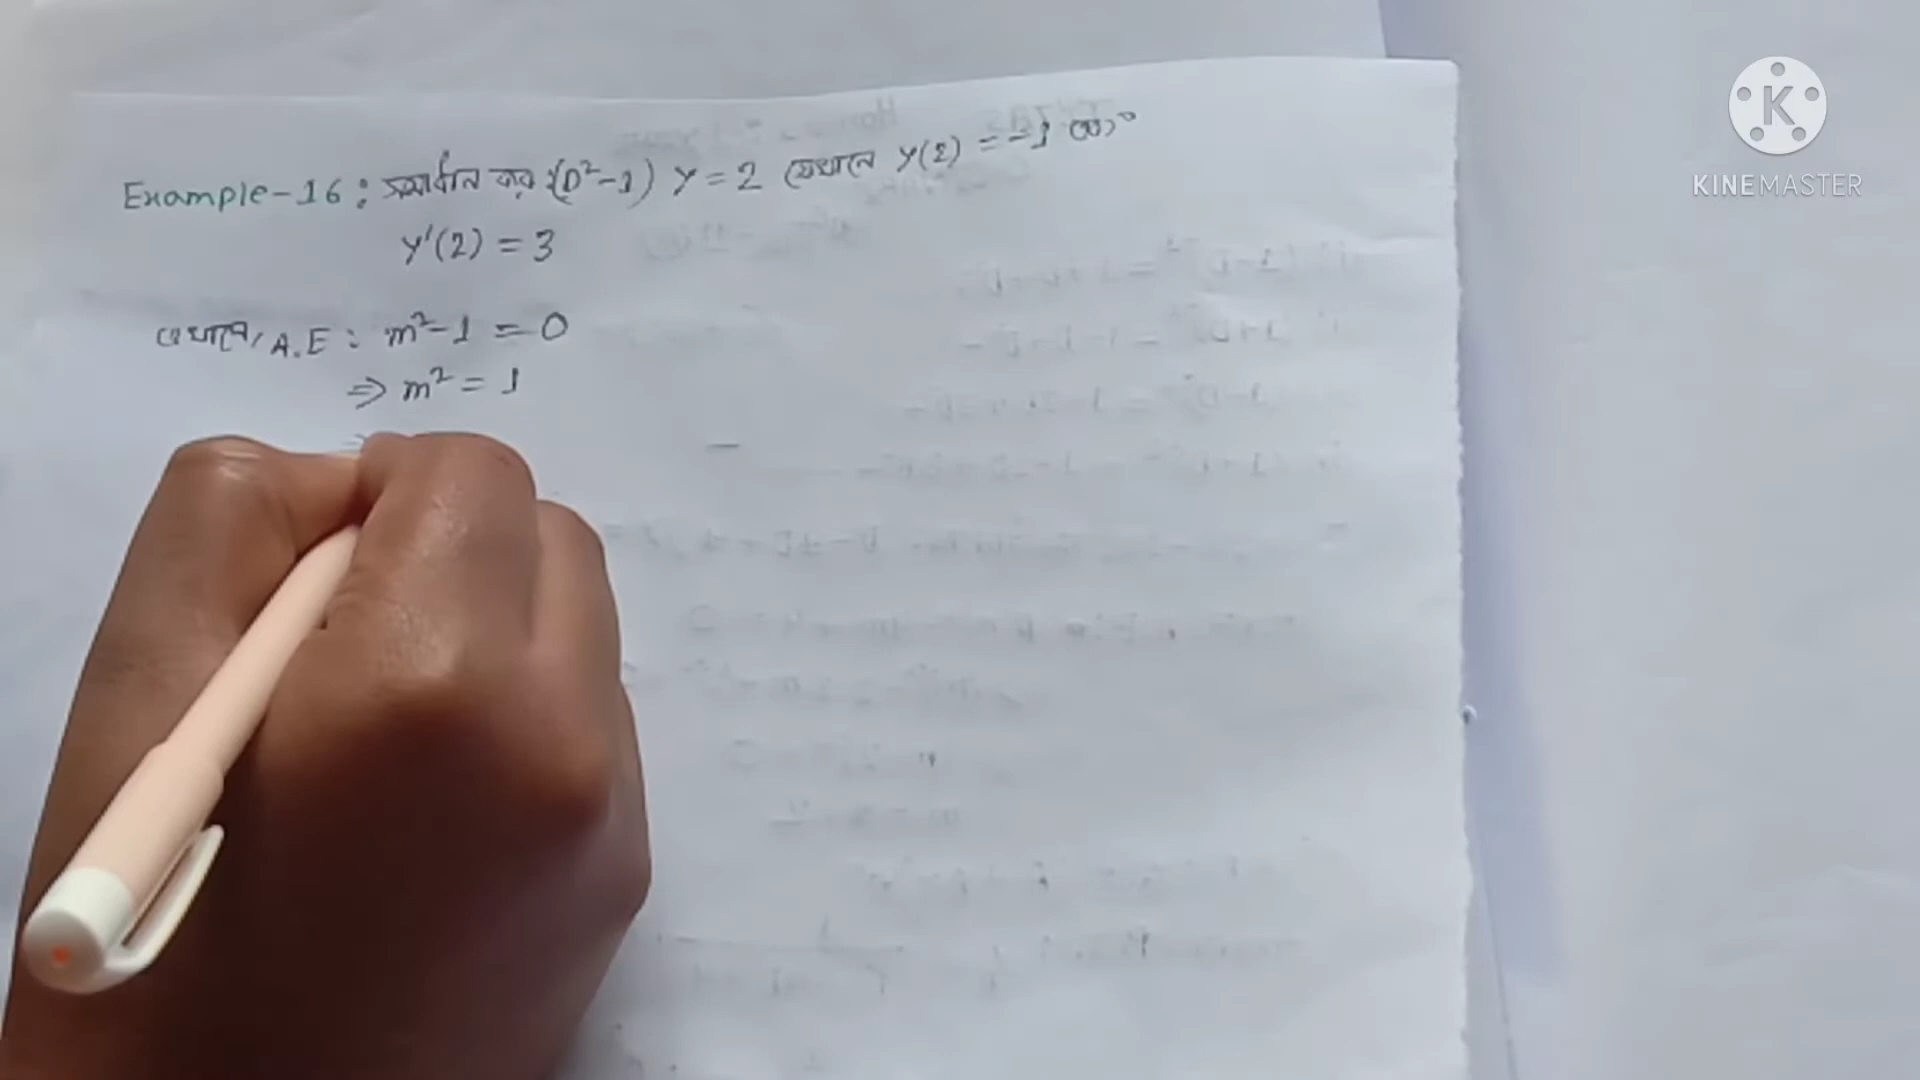 Example-16: সমাধান কর: (D²-1) y = 2 যেখানে y(2) = -1 এবং
y'(2) = 3
এখানে, A.E : m²-1 = 0
⇒ m² = 1
⇒
KINEMASTER